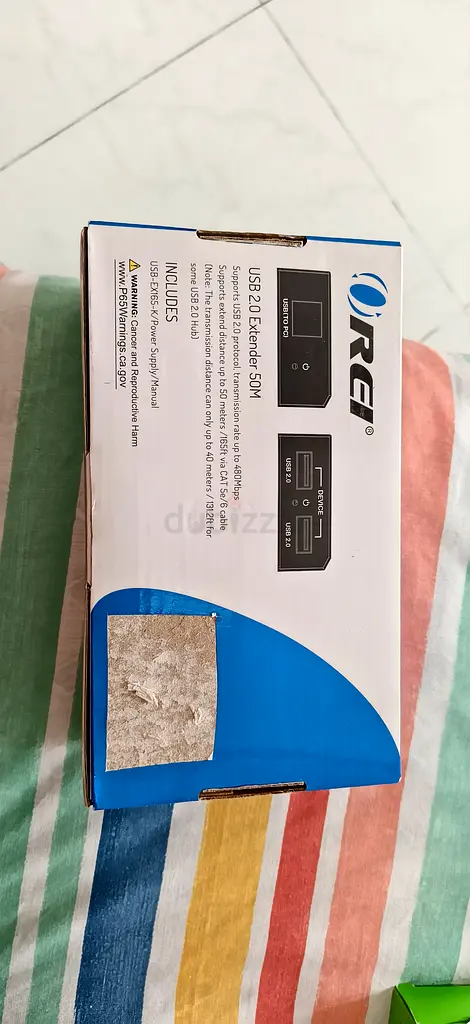 OREI®
USB(TO PC)
DEVICE
USB 2.0
USB 2.0
USB 2.0 Extender 50M
Supports USB 2.0 protocol, transmission rate up to 480Mbps
Supports extend distance up to 50 meters /165ft via CAT 5e/6 cable
(Note: The transmission distance can only up to 40 meters / 131.2ft for
some USB 2.0 Hub)
INCLUDES
USB-EX165-K/Power Supply/Manual
WARNING: Cancer and Reproductive Harm
www.P65Warnings.ca.gov
dubizzle